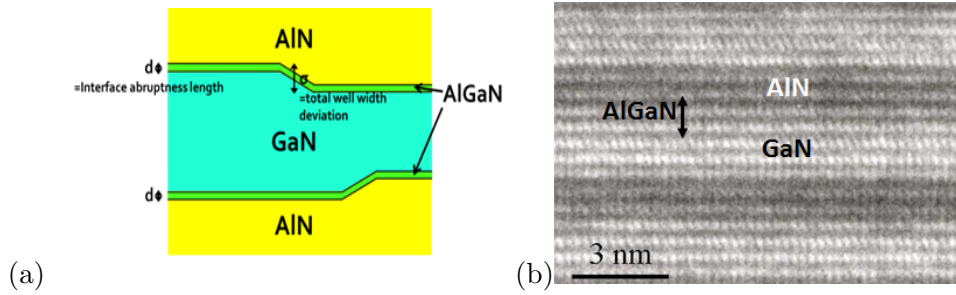 AlN
d
=Interface abruptness length
σ
=total well width
deviation
AlGaN
GaN
d
AlN
(a)
AlN
AlGaN
GaN
3 nm
(b)